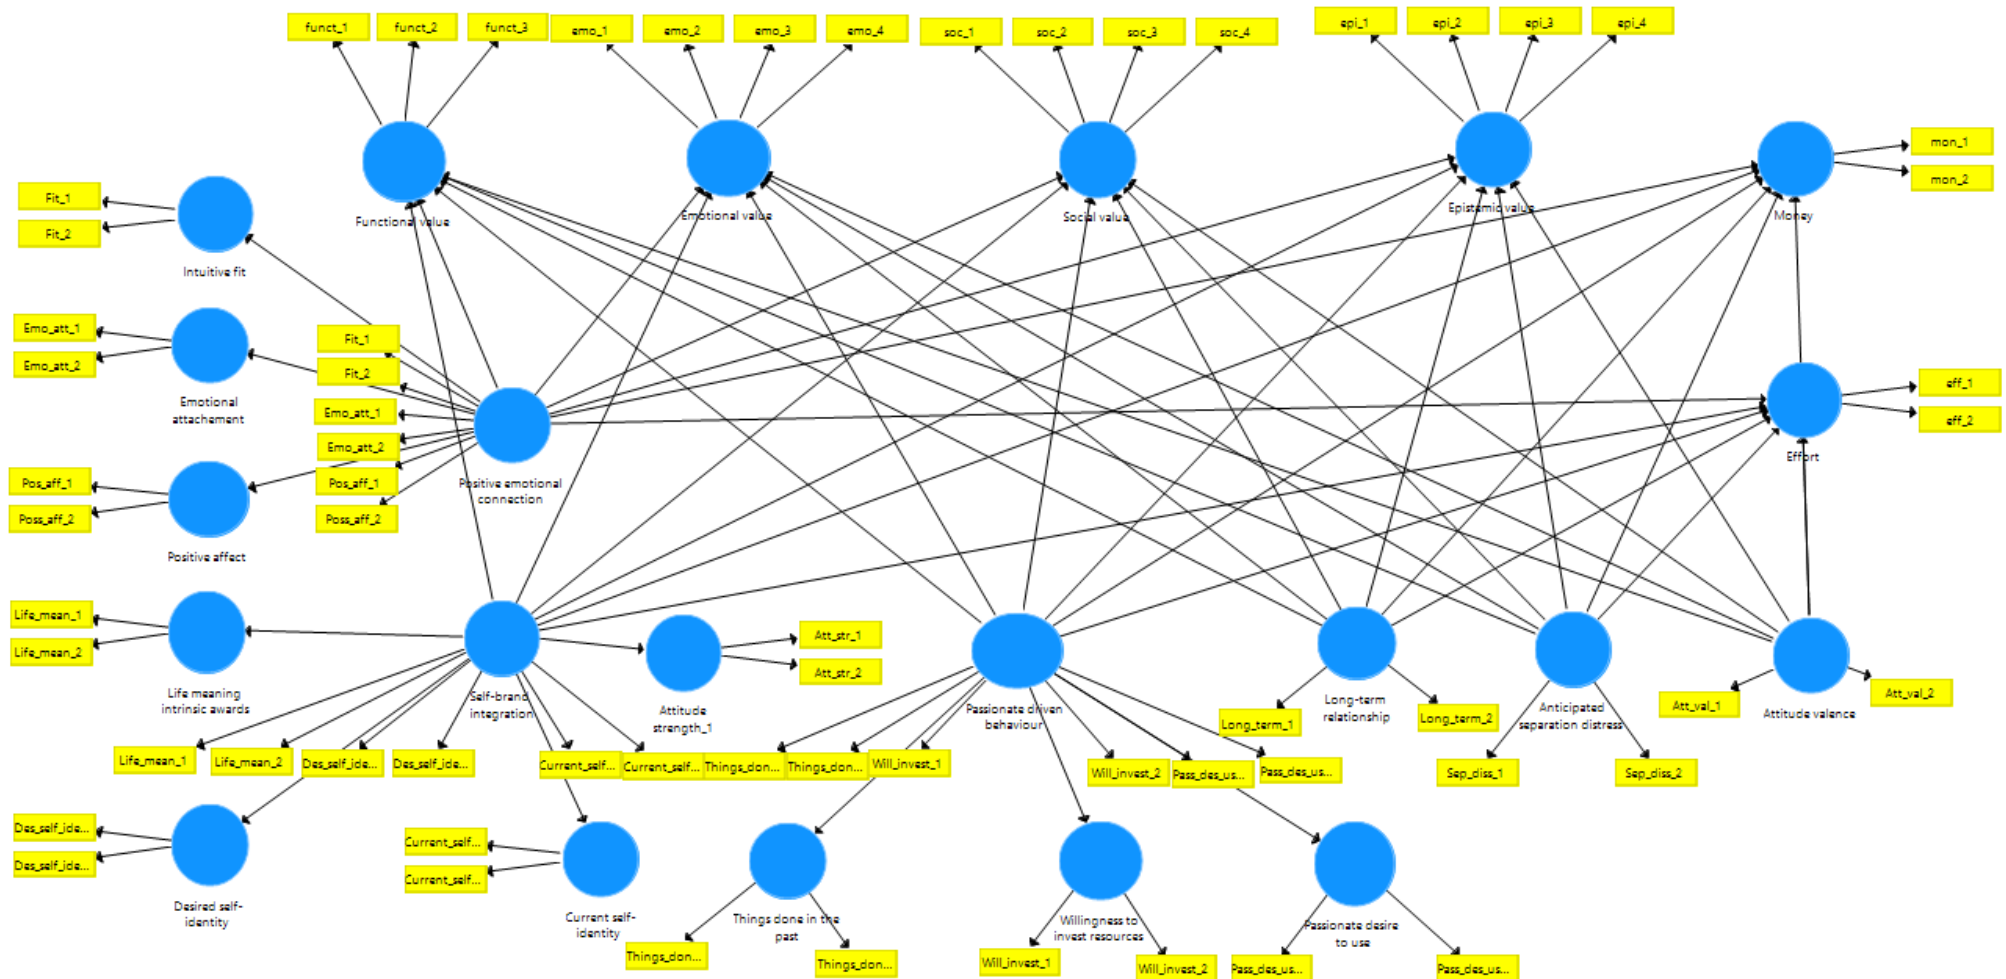 funct_1
funct_2
funct_3
emo_1
emo_2
emo_3
emo_4
soc_1
soc_2
soc_3
soc_4
epi_1
epi_2
epi_3
epi_4
mon_1
mon_2
Fit_1
Fit_2
Functional value
Emotional value
Social value
Epistemic value
Money
Intuitive fit
Emo_att_1
Emo_att_2
Emotional
attachement
Fit_1
Fit_2
Emo_att_1
Emo_att_2
Pos_aff_1
Poss_aff_2
Positive emotional
connection
eff_1
eff_2
Effort
Pos_aff_1
Poss_aff_2
Positive affect
Life_mean_1
Life_mean_2
Life meaning
intrinsic awards
Self-brand
integration
Att_str_1
Att_str_2
Attitude
strength_1
Passionate driven
behaviour
Long-term
relationship
Long_term_1
Long_term_2
Anticipated
separation distress
Att_val_1
Att_val_2
Attitude valence
Life_mean_1
Life_mean_2
Des_self_ide...
Des_self_ide...
Current_self...
Current_self...
Things_don...
Things_don...
Will_invest_1
Will_invest_2
Pass_des_us...
Pass_des_us...
Sep_diss_1
Sep_diss_2
Des_self_ide...
Des_self_ide...
Desired self-
identity
Current_self...
Current_self...
Current self-
identity
Things done in the
past
Things_don...
Things_don...
Willingness to
invest resources
Will_invest_1
Will_invest_2
Passionate desire
to use
Pass_des_us...
Pass_des_us...